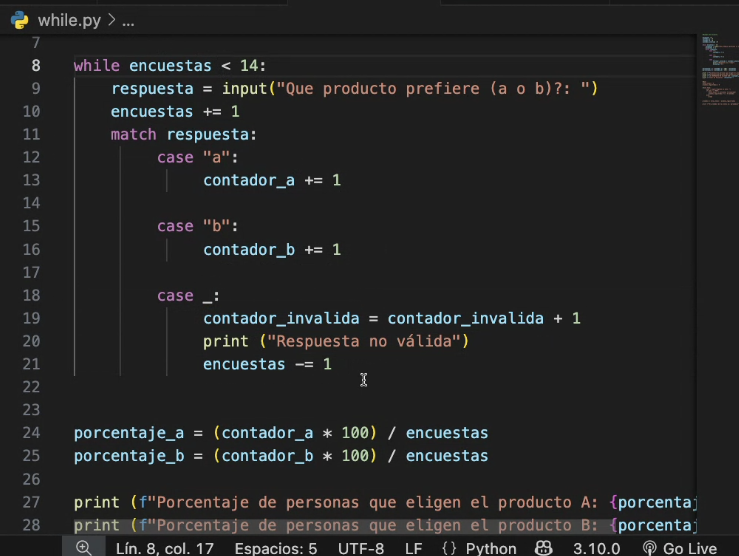 while.py > ...
7
8 while encuestas < 14:
9 respuesta = input("Que producto prefiere (a o b)?: ")
10 encuestas += 1
11 match respuesta:
12 case "a":
13 contador_a += 1
14
15 case "b":
16 contador_b += 1
17
18 case _:
19 contador_invalida = contador_invalida + 1
20 print ("Respuesta no válida")
21 encuestas -= 1
22
23
24 porcentaje_a = (contador_a * 100) / encuestas
25 porcentaje_b = (contador_b * 100) / encuestas
26
27 print (f"Porcentaje de personas que eligen el producto A: {porcentaj
28 print (f"Porcentaje de personas que eligen el producto B: {porcentaj
Lín. 8, col. 17 Espacios: 5 UTF-8 LF {} Python 3.10.0 Go Live